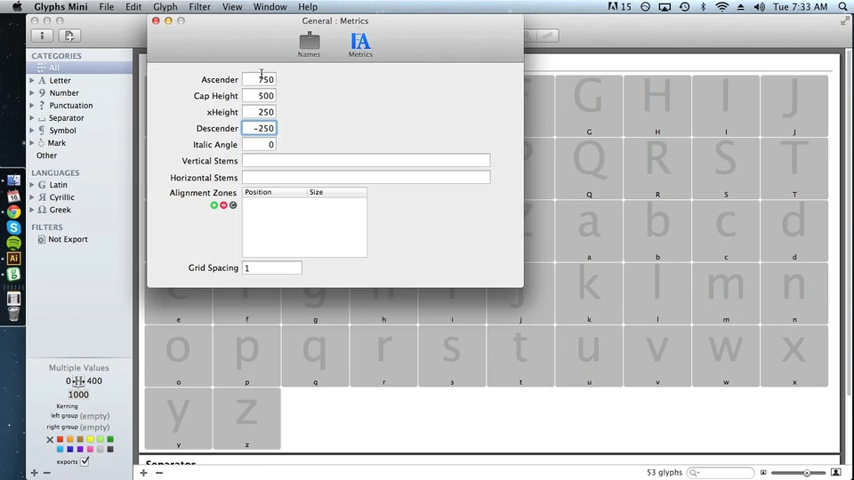 Glyphs Mini File Edit Glyph Filter View Window Help 15 Tue 7:33 AM
General : Metrics
Names Metrics
CATEGORIES
All
Letter
Number
Punctuation
Separator
Symbol
Mark
Other
LANGUAGES
Latin
Cyrillic
Greek
FILTERS
Not Export
Multiple Values
0 H 400
1000
Kerning
left group (empty)
right group (empty)
exports
Ascender 750
Cap Height 500
xHeight 250
Descender -250
Italic Angle 0
Vertical Stems
Horizontal Stems
Alignment Zones Position Size
Grid Spacing 1
G H I J
G H I J
Q R S T
Q R S T
a b c d
a b c d
e f g h i j k l m n
e f g h i j k l m n
o p q r s t u v w x
o p q r s t u v w x
y z
y z
Separator
53 glyphs